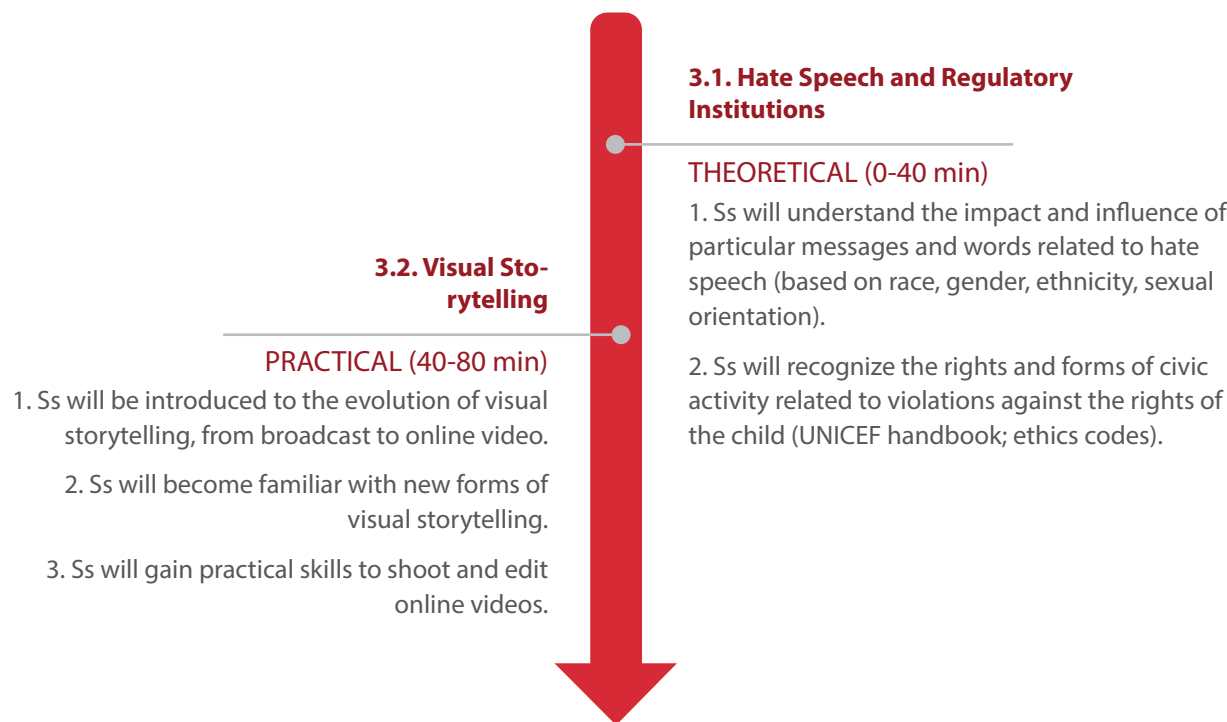 3.1. Hate Speech and Regulatory
Institutions
THEORETICAL (0-40 min)
1. Ss will understand the impact and influence of
particular messages and words related to hate
speech (based on race, gender, ethnicity, sexual
orientation).
2. Ss will recognize the rights and forms of civic
activity related to violations against the rights of
the child (UNICEF handbook; ethics codes).
3.2. Visual Sto-
rytelling
PRACTICAL (40-80 min)
1. Ss will be introduced to the evolution of visual
storytelling, from broadcast to online video.
2. Ss will become familiar with new forms of
visual storytelling.
3. Ss will gain practical skills to shoot and edit
online videos.